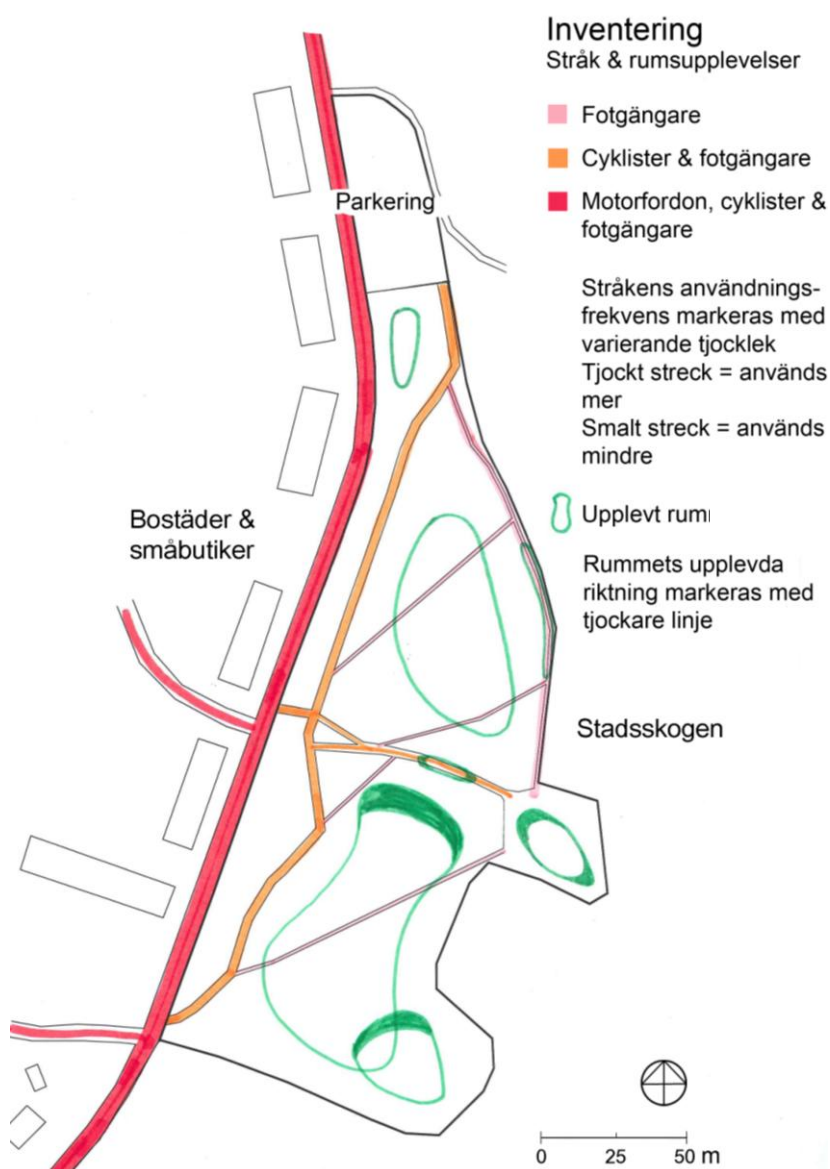 Inventering
Stråk & rumsupplevelser
Fotgängare
Cyklister & fotgängare
Motorfordon, cyklister &
fotgängare
Parkering
Stråkens användnings-
frekvens markeras med
varierande tjocklek
Tjockt streck = används
mer
Smalt streck = används
mindre
Bostäder &
småbutiker
Upplevt rum
Rummets upplevda
riktning markeras med
tjockare linje
Stadsskogen
0 25 50 m